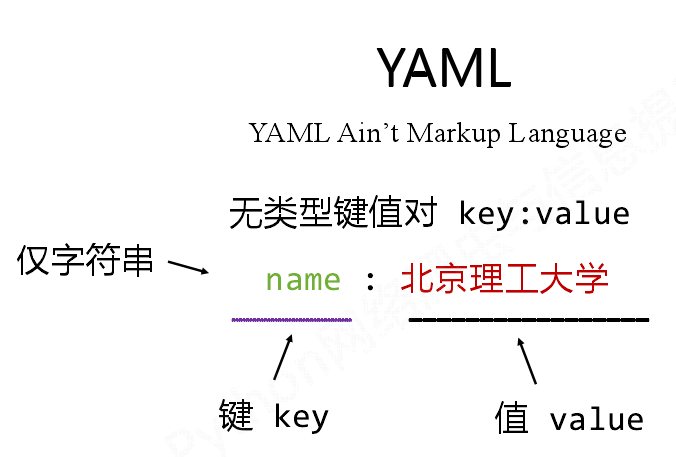 YAML
YAML Ain’t Markup Language
无类型键值对 key:value
仅字符串
name : 北京理工大学
键 key
值 value